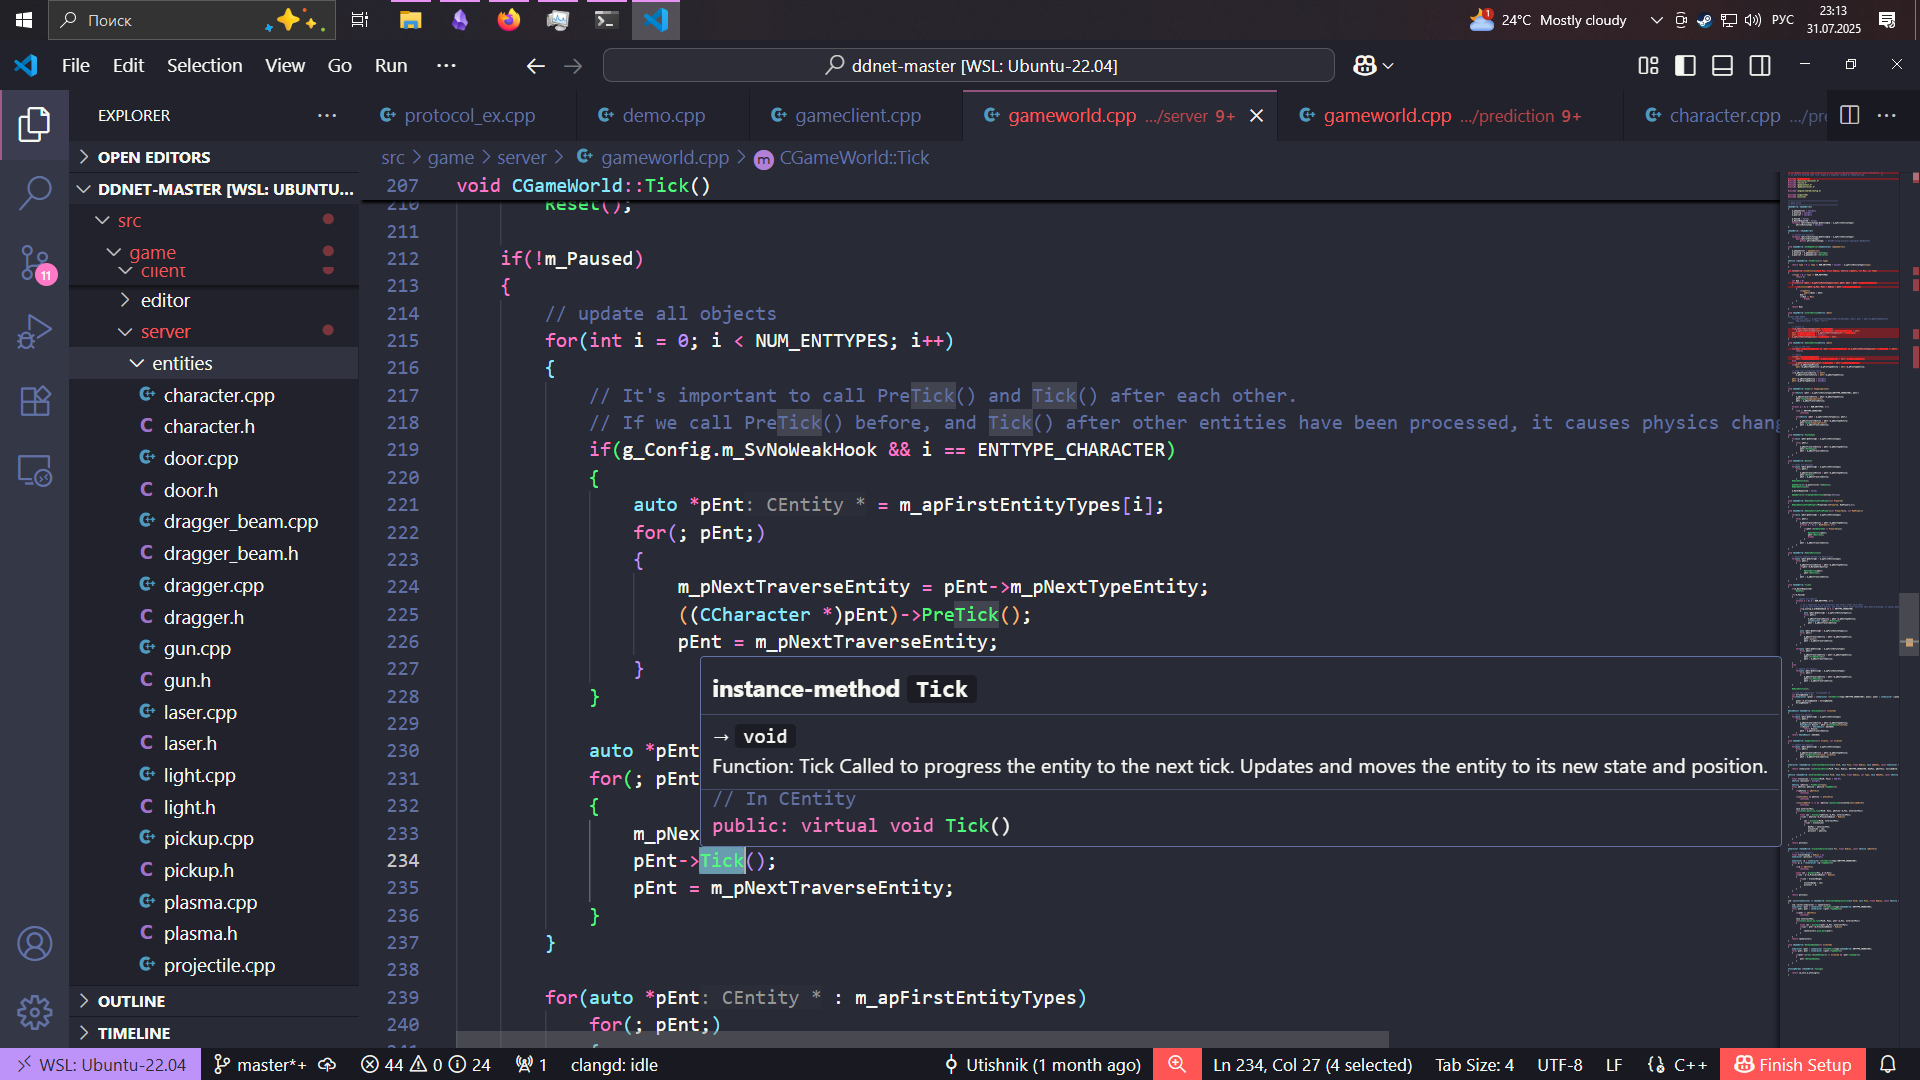 Поиск
24°C Mostly cloudy
РУС
23:13
31.07.2025
File Edit Selection View Go Run ···
ddnet-master [WSL: Ubuntu-22.04]
EXPLORER ···
protocol_ex.cpp demo.cpp gameclient.cpp gameworld.cpp .../server 9+ gameworld.cpp .../prediction 9+ character.cpp .../pre ···
OPEN EDITORS
DDNET-MASTER [WSL: UBUNTU...
src
game
client
editor
server
entities
character.cpp
C character.h
door.cpp
C door.h
dragger_beam.cpp
C dragger_beam.h
dragger.cpp
C dragger.h
gun.cpp
C gun.h
laser.cpp
C laser.h
light.cpp
C light.h
pickup.cpp
C pickup.h
plasma.cpp
C plasma.h
projectile.cpp
OUTLINE
TIMELINE
11
src > game > server > gameworld.cpp > m CGameWorld::Tick
207 void CGameWorld::Tick()
210 Reset();
211
212 if(!m_Paused)
213 {
214 // update all objects
215 for(int i = 0; i < NUM_ENTTYPES; i++)
216 {
217 // It's important to call PreTick() and Tick() after each other.
218 // If we call PreTick() before, and Tick() after other entities have been processed, it causes physics chang
219 if(g_Config.m_SvNoWeakHook && i == ENTTYPE_CHARACTER)
220 {
221 auto *pEnt: CEntity * = m_apFirstEntityTypes[i];
222 for(; pEnt;)
223 {
224 m_pNextTraverseEntity = pEnt->m_pNextTypeEntity;
225 ((CCharacter *)pEnt)->PreTick();
226 pEnt = m_pNextTraverseEntity;
227 }
228 }
229
230 auto *pEnt
231 for(; pEnt
232 {
233 m_pNex
234 pEnt->Tick();
235 pEnt = m_pNextTraverseEntity;
236 }
237 }
238
239 for(auto *pEnt: CEntity * : m_apFirstEntityTypes)
240 for(; pEnt;)
instance-method Tick
→ void
Function: Tick Called to progress the entity to the next tick. Updates and moves the entity to its new state and position.
// In CEntity
public: virtual void Tick()
WSL: Ubuntu-22.04 master*+ 44 0 24 1 clangd: idle Utishnik (1 month ago) Ln 234, Col 27 (4 selected) Tab Size: 4 UTF-8 LF {} C++ Finish Setup